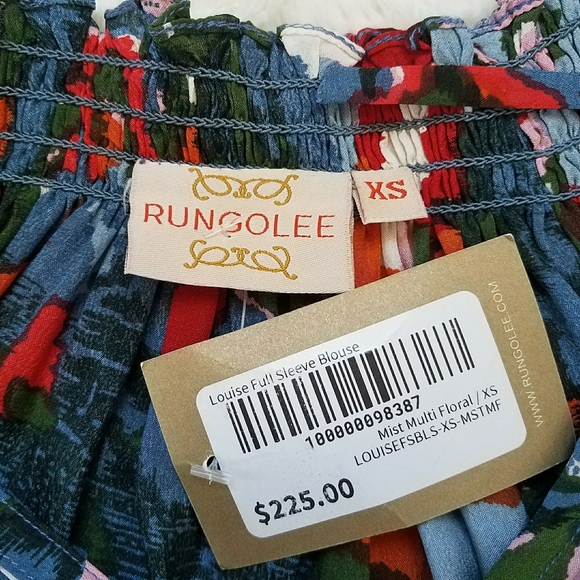 RUNGOLEE
XS
WWW.RUNGOLEE.COM
Louise Full Sleeve Blouse
100000098387
Mist Multi Floral / XS
LOUISEFSBLS-XS-MSTMF
$225.00